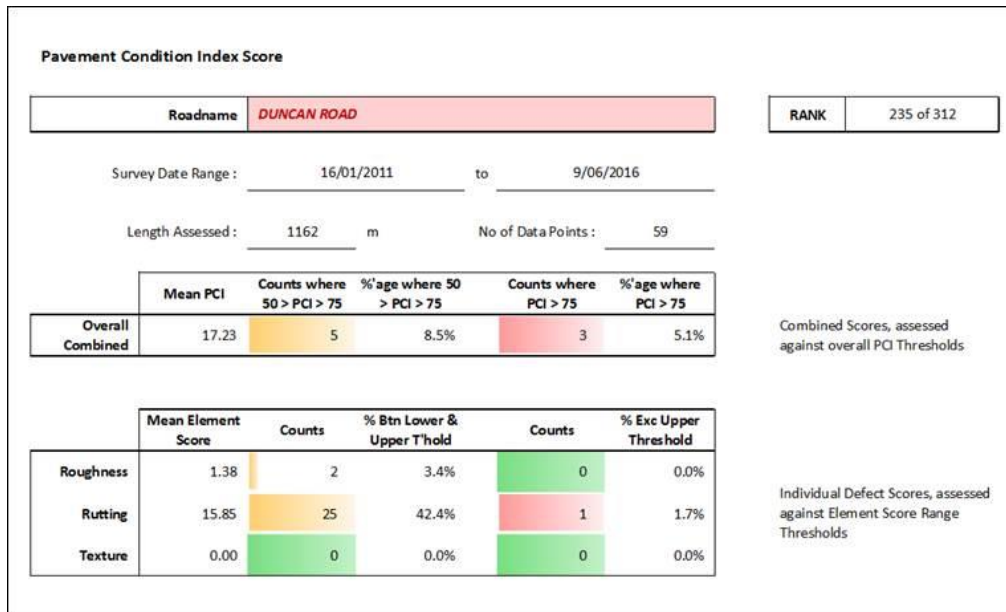 Pavement Condition Index Score
Roadname DUNCAN ROAD RANK 235 of 312
Survey Date Range : 16/01/2011 to 9/06/2016
Length Assessed : 1162 m No of Data Points : 59
Mean PCI Counts where 50 > PCI > 75 %'age where 50 > PCI > 75 Counts where PCI > 75 %'age where PCI > 75
Overall Combined 17.23 5 8.5% 3 5.1%
Combined Scores, assessed
against overall PCI Thresholds
Mean Element Score Counts % Btn Lower & Upper T'hold Counts % Exc Upper Threshold
Roughness 1.38 2 3.4% 0 0.0%
Rutting 15.85 25 42.4% 1 1.7%
Texture 0.00 0 0.0% 0 0.0%
Individual Defect Scores, assessed
against Element Score Range
Thresholds